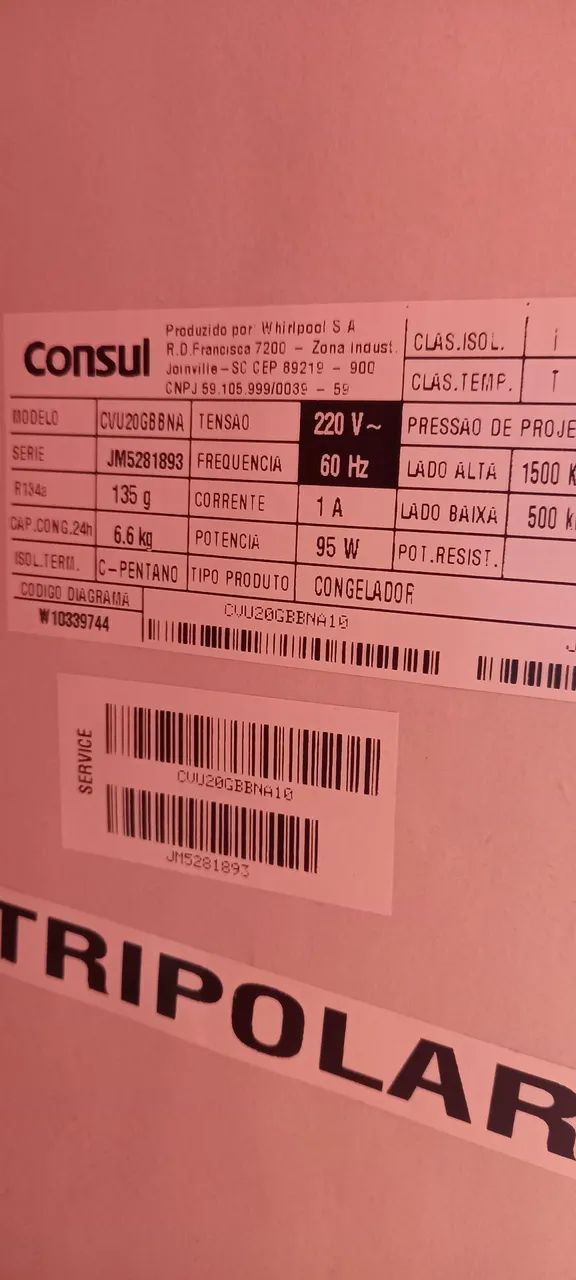 Consul
Produzido por Whirlpool S A
R.D.Francisca 7200 - Zona Indust.
Joinville-SC CEP 89219 - 900
CNPJ 59.105.999/0039 - 59
CLAS.ISOL.
CLAS.TEMP. T
MODELO CVU20GBBNA TENSAO 220 V~ PRESSAO DE PROJE
SERIE JM5281893 FREQUENCIA 60 Hz LADO ALTA 1500 K
R134a 135 g CORRENTE 1 A LADO BAIXA 500 k
CAP.CONG.24h 6.6 kg POTENCIA 95 W POT.RESIST.
ISOL.TERM. C-PENTANO TIPO PRODUTO CONGELADOR
CODIGO DIAGRAMA
W10339744
CVU20GBBNA10
SERVICE
CVU20GBBNA10
JM5281893
TRIPOLAR